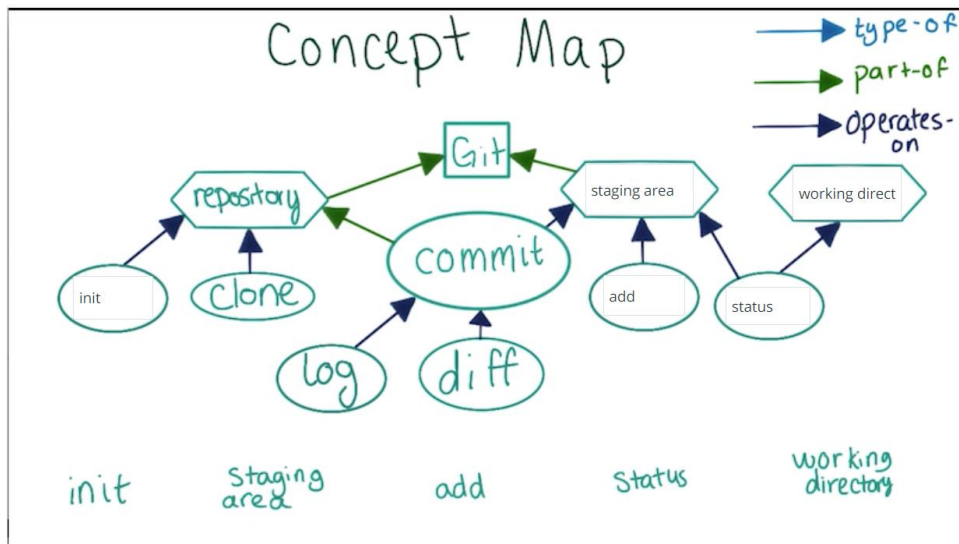 Concept Map
type-of
part-of
operates-
on
Git
repository
staging area
working direct
commit
init
clone
add
status
log
diff
init
Staging
area
add
Status
working
directory